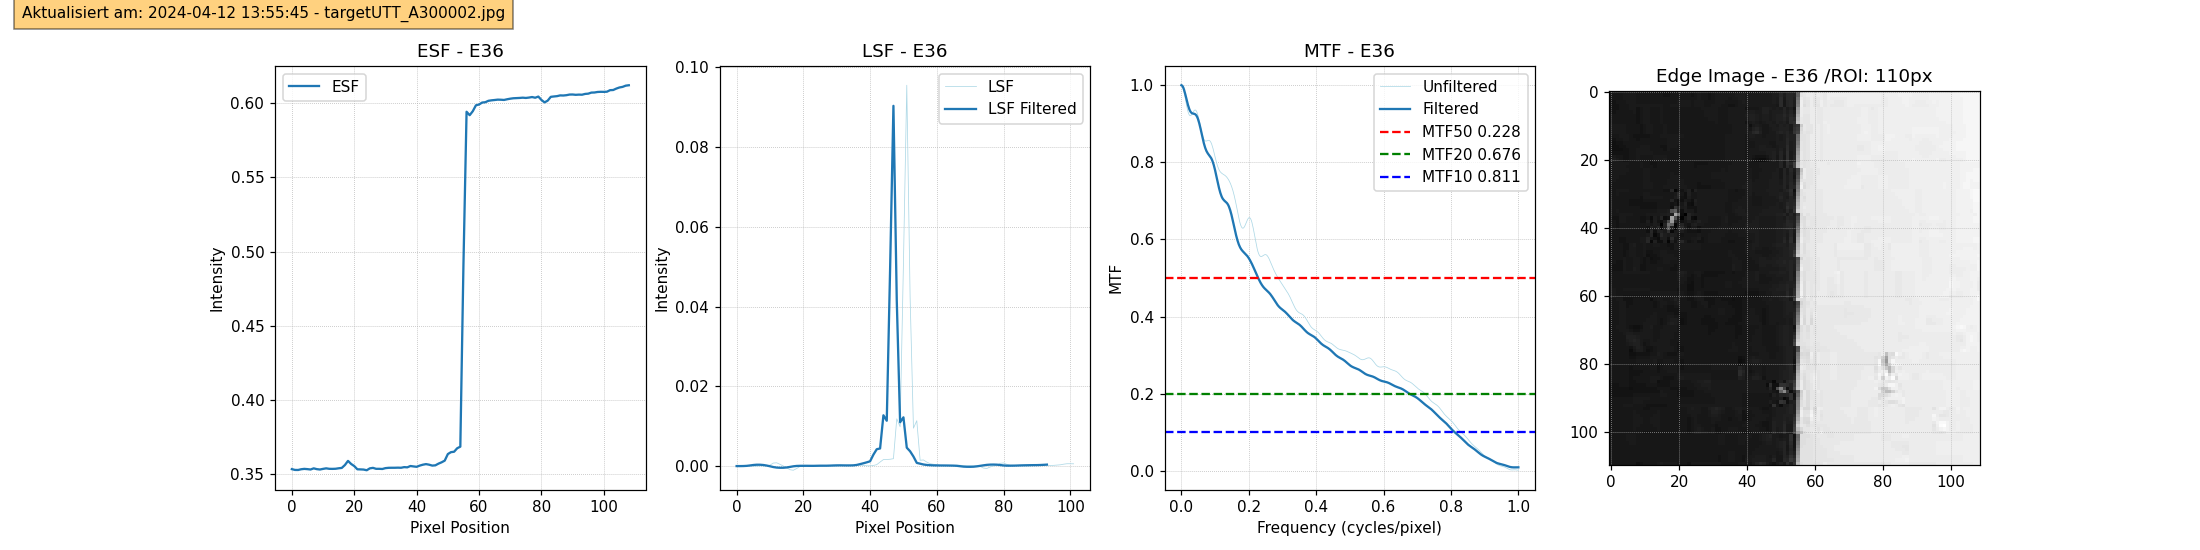 Aktualisiert am: 2024-04-12 13:55:45 - targetUTT_A300002.jpg
ESF - E36
ESF
0.60
0.55
0.50
0.45
0.40
0.35
Intensity
0 20 40 60 80 100
Pixel Position
LSF - E36
LSF
LSF Filtered
0.10
0.08
0.06
0.04
0.02
0.00
Intensity
0 20 40 60 80 100
Pixel Position
MTF - E36
Unfiltered
Filtered
MTF50 0.228
MTF20 0.676
MTF10 0.811
1.0
0.8
0.6
0.4
0.2
0.0
MTF
0.0 0.2 0.4 0.6 0.8 1.0
Frequency (cycles/pixel)
Edge Image - E36 /ROI: 110px
0
20
40
60
80
100
0 20 40 60 80 100